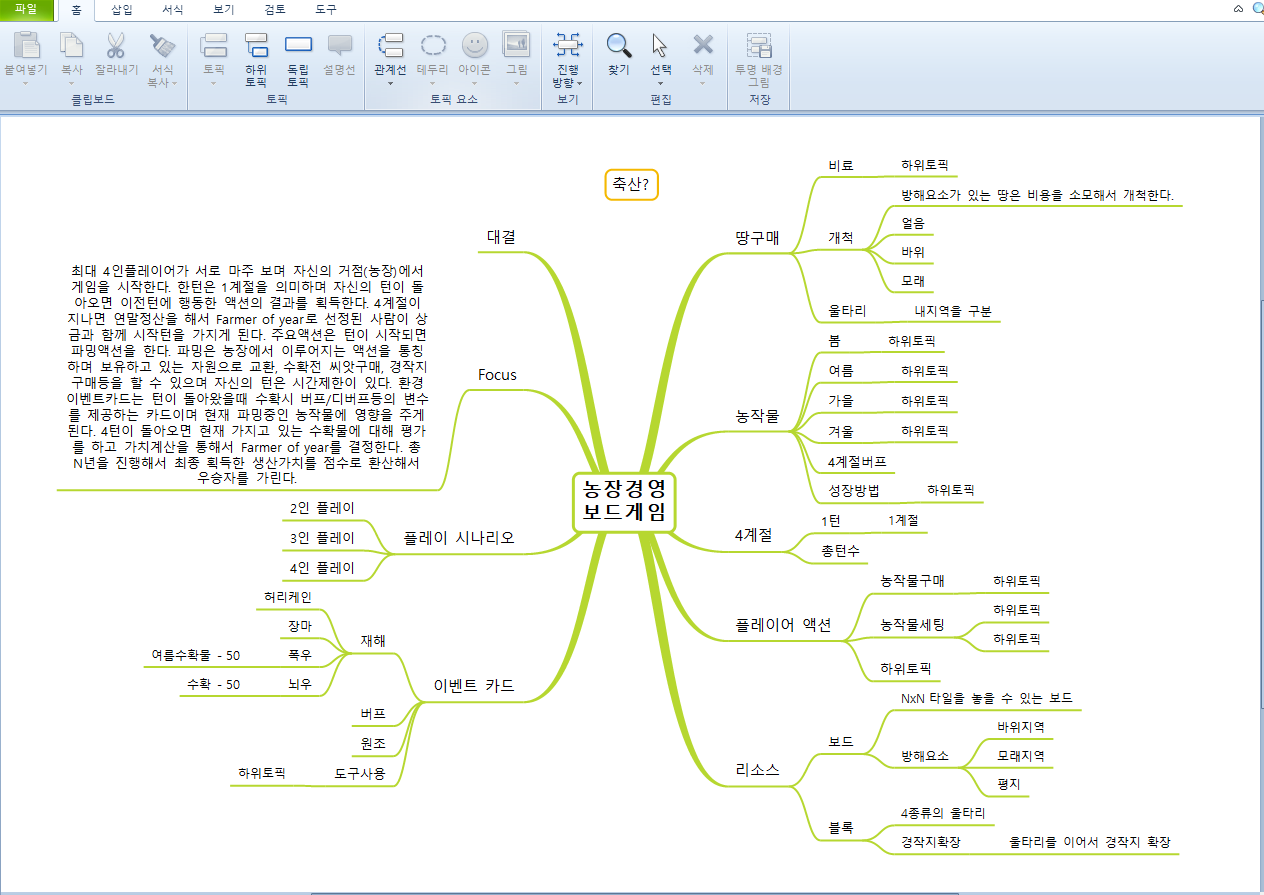 파일 홈 삽입 서식 보기 검토 도구
붙여넣기 복사 잘라내기 서식 복사
클립보드
토픽 하위 토픽 독립 토픽 설명선
토픽
관계선 테두리 아이콘 그림
토픽 요소
진행 방향
보기
찾기 선택 삭제
편집
투명 배경 그림
저장
축산?
농장경영
보드게임
대결
Focus
최대 4인플레이어가 서로 마주 보며 자신의 거점(농장)에서
게임을 시작한다. 한턴은 1계절을 의미하며 자신의 턴이 돌
아오면 이전턴에 행동한 액션의 결과를 획득한다. 4계절이
지나면 연말정산을 해서 Farmer of year로 선정된 사람이 상
금과 함께 시작턴을 가지게 된다. 주요액션은 턴이 시작되면
파밍액션을 한다. 파밍은 농장에서 이루어지는 액션을 통칭
하며 보유하고 있는 자원으로 교환, 수확전 씨앗구매, 경작지
구매등을 할 수 있으며 자신의 턴은 시간제한이 있다. 환경
이벤트카드는 턴이 돌아왔을때 수확시 버프/디버프등의 변수
를 제공하는 카드이며 현재 파밍중인 농작물에 영향을 주게
된다. 4턴이 돌아오면 현재 가지고 있는 수확물에 대해 평가
를 하고 가치계산을 통해서 Farmer of year를 결정한다. 총
N년을 진행해서 최종 획득한 생산가치를 점수로 환산해서
우승자를 가린다.
플레이 시나리오
2인 플레이
3인 플레이
4인 플레이
이벤트 카드
재해
허리케인
장마
폭우
여름수확물 - 50
뇌우
수확 - 50
버프
원조
도구사용
하위토픽
땅구매
비료
하위토픽
개척
방해요소가 있는 땅은 비용을 소모해서 개척한다.
얼음
바위
모래
울타리
내지역을 구분
농작물
봄
하위토픽
여름
하위토픽
가을
하위토픽
겨울
하위토픽
4계절버프
성장방법
하위토픽
4계절
1턴
1계절
총턴수
플레이어 액션
농작물구매
하위토픽
농작물세팅
하위토픽
하위토픽
하위토픽
리소스
보드
NxN 타일을 놓을 수 있는 보드
방해요소
바위지역
모래지역
평지
블록
4종류의 울타리
경작지확장
울타리를 이어서 경작지 확장